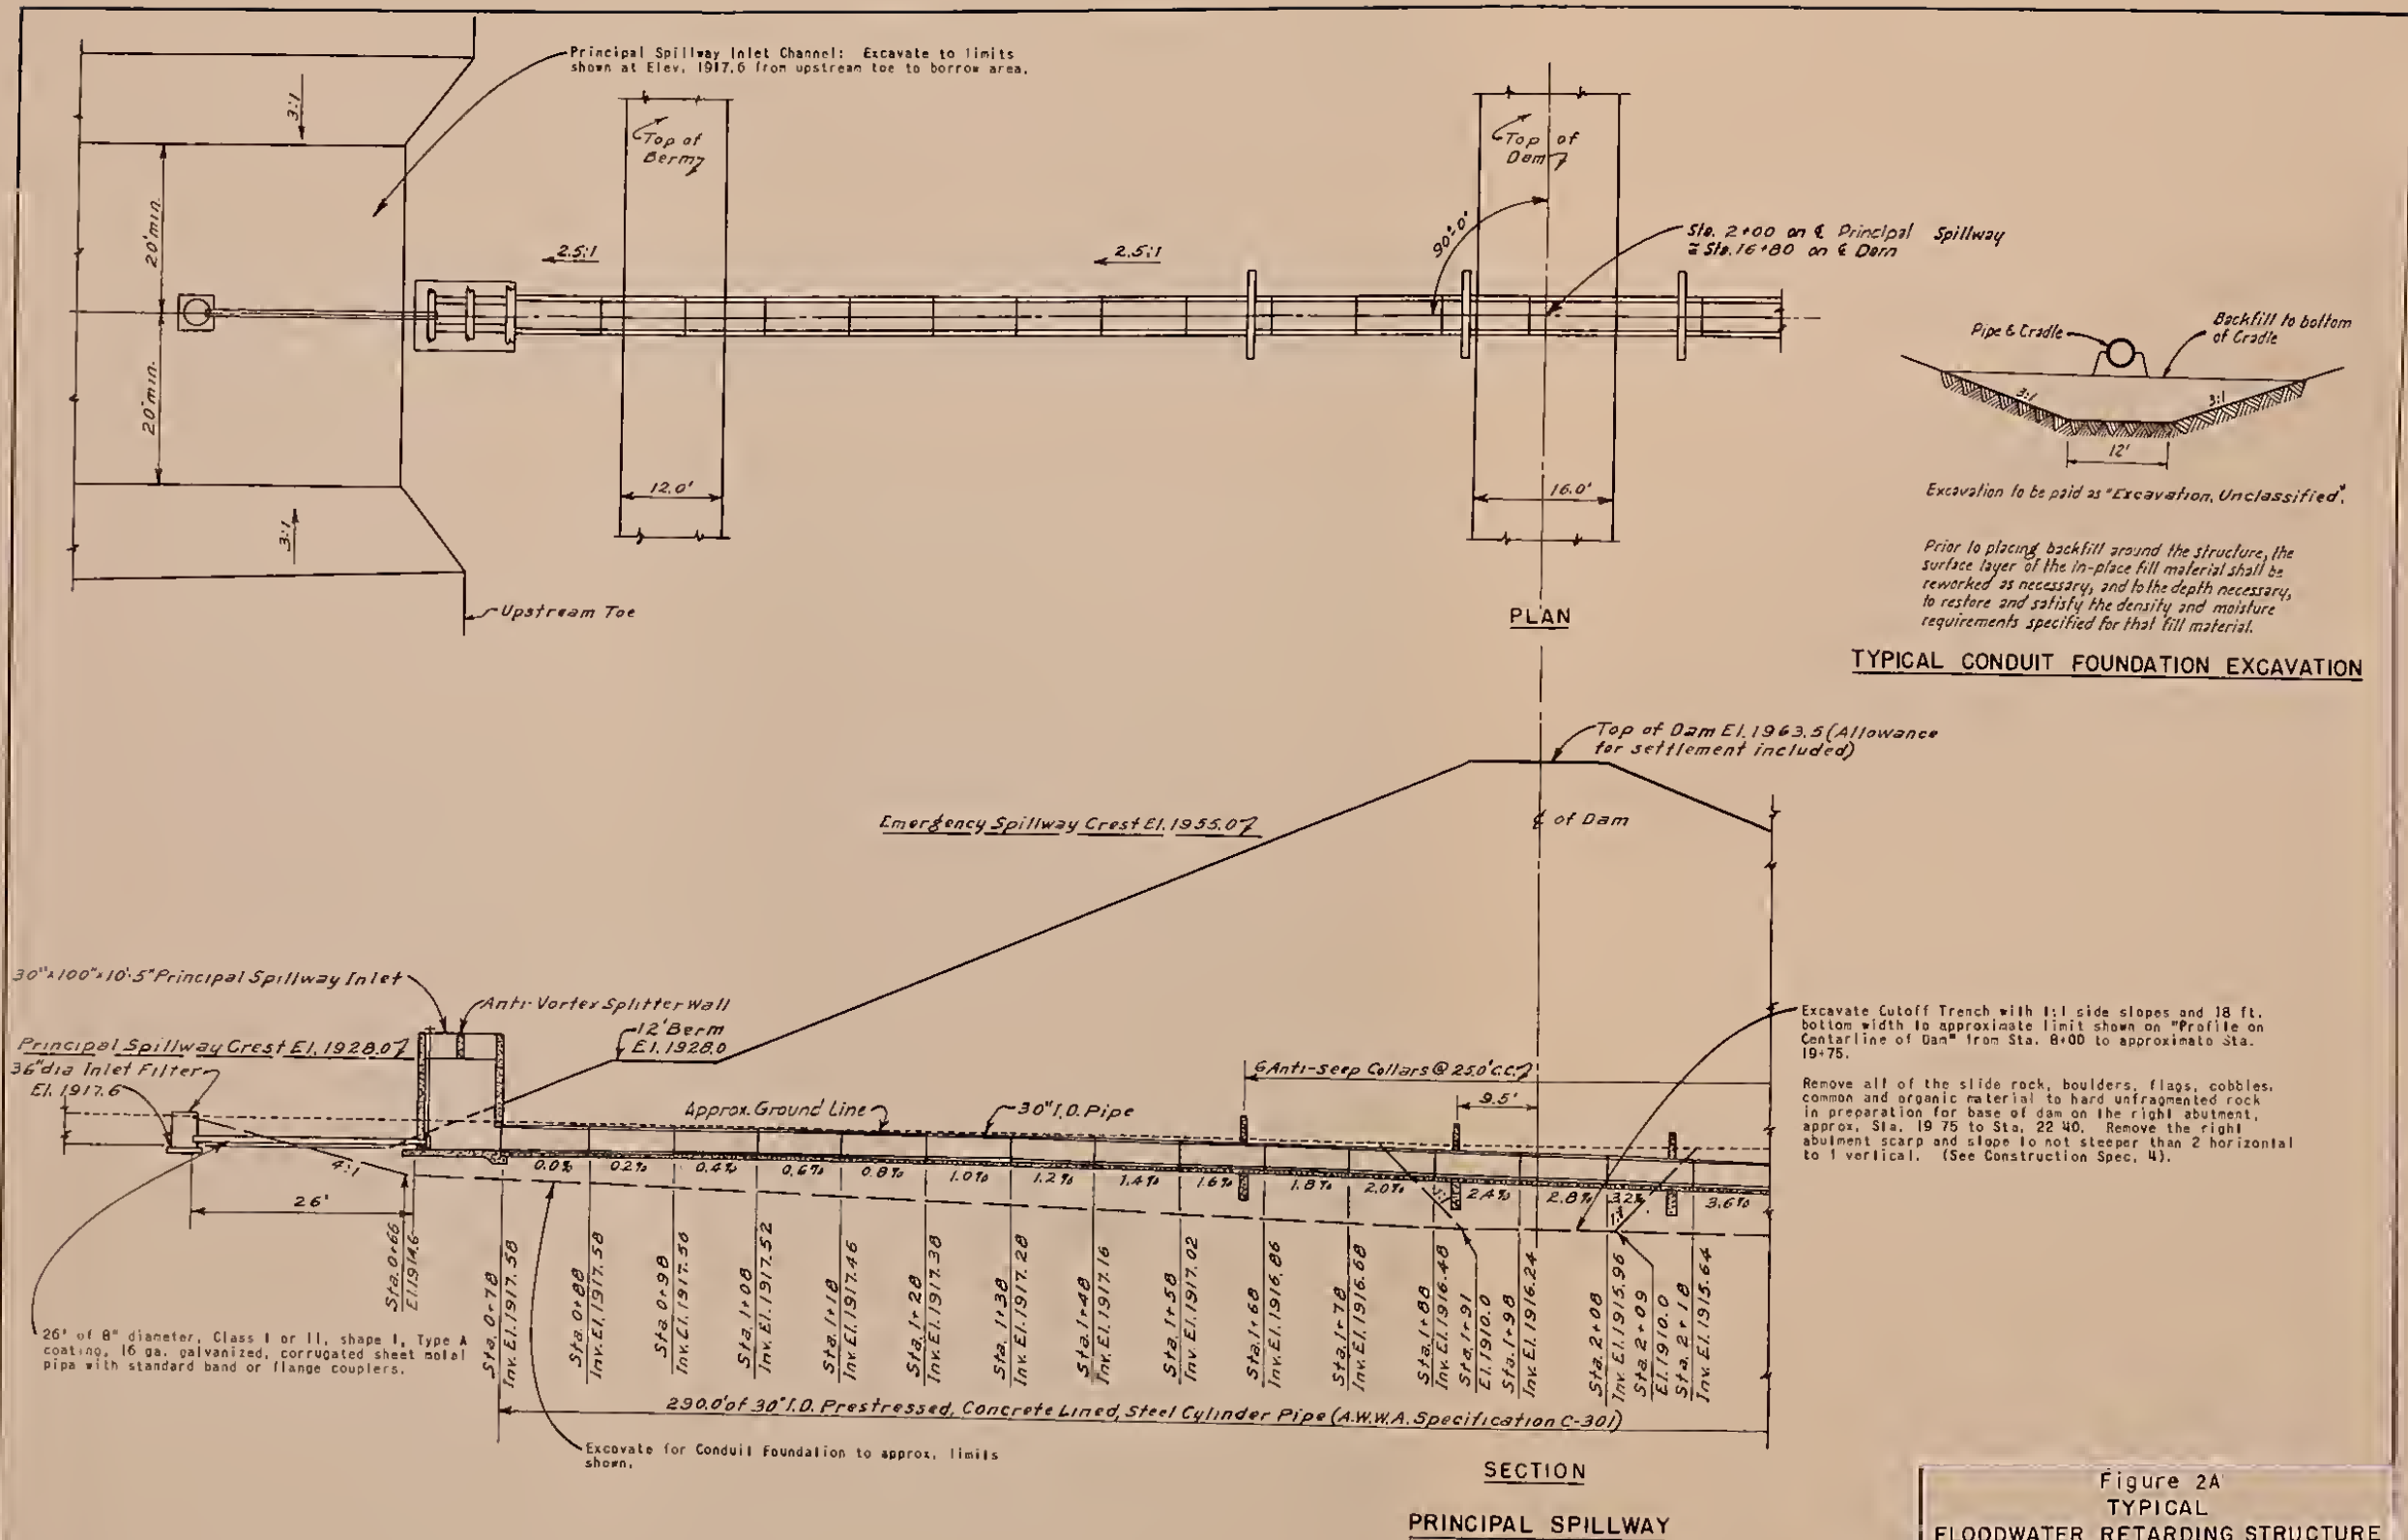 Principal Spillway Inlet Channel: Excavate to limits
shown at Elev. 1917.6 from upstream toe to borrow area.
3:1
20'min.
20'min.
3:1
Upstream Toe
Top of
Berm
2.5:1
12.0'
2.5:1
Top of
Dam
90°0'
16.0'
Sta. 2+00 on ℄ Principal Spillway
= Sta. 16+80 on ℄ Dam
PLAN
Pipe & Cradle
Backfill to bottom
of Cradle
3:1
3:1
12'
Excavation to be paid as "Excavation, Unclassified".
Prior to placing backfill around the structure, the
surface layer of the in-place fill material shall be
reworked as necessary, and to the depth necessary,
to restore and satisfy the density and moisture
requirements specified for that fill material.
TYPICAL CONDUIT FOUNDATION EXCAVATION
Top of Dam El. 1963.5 (Allowance
for settlement included)
Emergency Spillway Crest El. 1955.0
℄ of Dam
30"x100"x10'-5" Principal Spillway Inlet
Anti-Vortex Splitter Wall
12' Berm
El. 1928.0
Principal Spillway Crest El. 1928.0
36" dia Inlet Filter
El. 1917.6
Approx. Ground Line
30" I.D. Pipe
6 Anti-seep Collars @ 25.0' C.C.
9.5'
4:1
26'
0.0%
0.2%
0.4%
0.6%
0.8%
1.0%
1.2%
1.4%
1.6%
1.8%
2.0%
1:1
2.4%
2.8%
3.2%
1:1
3.6%
Sta. 0+66
El. 1914.6
Sta. 0+78
Inv. El. 1917.58
Sta. 0+88
Inv. El. 1917.58
Sta. 0+98
Inv. El. 1917.56
Sta. 1+08
Inv. El. 1917.52
Sta. 1+18
Inv. El. 1917.46
Sta. 1+28
Inv. El. 1917.38
Sta. 1+38
Inv. El. 1917.28
Sta. 1+48
Inv. El. 1917.16
Sta. 1+58
Inv. El. 1917.02
Sta. 1+68
Inv. El. 1916.86
Sta. 1+78
Inv. El. 1916.68
Sta. 1+88
Inv. El. 1916.48
Sta. 1+91
El. 1910.0
Sta. 1+98
Inv. El. 1916.24
Sta. 2+08
Inv. El. 1915.96
Sta. 2+09
El. 1910.0
Sta. 2+18
Inv. El. 1915.64
Excavate Cutoff Trench with 1:1 side slopes and 18 ft.
bottom width to approximate limit shown on "Profile on
Centarline of Dam" from Sta. 8+00 to approximato Sta.
19+75.
Remove all of the slide rock, boulders, flags, cobbles,
common and organic material to hard unfragmented rock
in preparation for base of dam on the right abutment,
approx. Sta. 19 75 to Sta. 22 40. Remove the right
abutment scarp and slope to not steeper than 2 horizontal
to 1 vertical. (See Construction Spec. 4).
26' of 8" diameter, Class I or II, shape I, Type A
coating, 16 ga. galvanized, corrugated sheet motal
pipa with standard band or flange couplers.
290.0' of 30" I.D. Prestressed, Concrete Lined, Steel Cylinder Pipe (A.W.W.A. Specification C-301)
Excavate for Conduit Foundation to approx. limits
shown.
SECTION
PRINCIPAL SPILLWAY
Figure 2A
TYPICAL
FLOODWATER RETARDING STRUCTURE